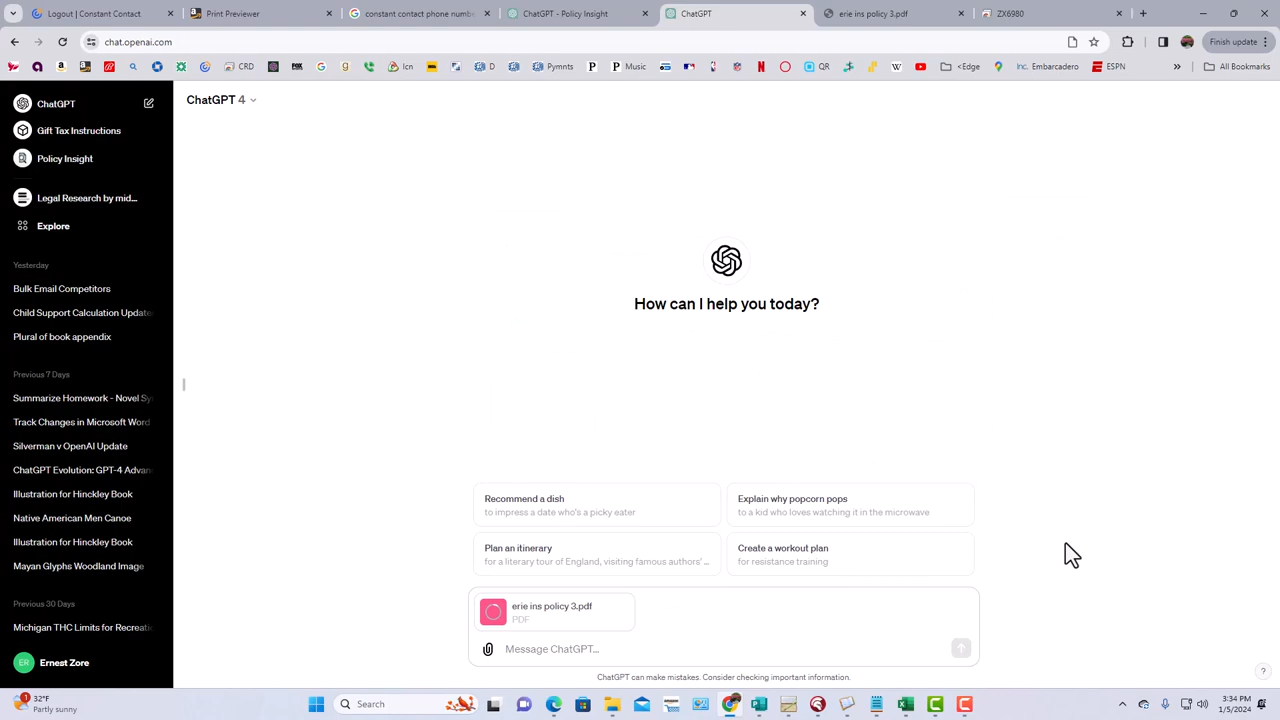 Logged in
Print Previewer
constant contact phone numbe
ChatGPT - Policy Insight
ChatGPT
erie ins policy 3.pdf
ZX6980
chat.openai.com
Finish update
CRD
Icn
Pymnts
Music
QR
<Edge
Inc. Embarcadero
ESPN
All Bookmarks
ChatGPT
Gift Tax Instructions
Policy Insight
Legal Research by mid...
Explore
Yesterday
Bulk Email Competitors
Child Support Calculation Update
Plural of book appendix
Previous 7 Days
Summarize Homework - Novel Sy
Track Changes in Microsoft Word
Silverman v OpenAI Update
ChatGPT Evolution: GPT-4 Advan
Illustration for Hinckley Book
Native American Men Canoe
Illustration for Hinckley Book
Mayan Glyphs Woodland Image
Previous 30 Days
Michigan THC Limits for Recreati
ER Ernest Zore
ChatGPT 4
How can I help you today?
Recommend a dish
to impress a date who's a picky eater
Explain why popcorn pops
to a kid who loves watching it in the microwave
Plan an itinerary
for a literary tour of England, visiting famous authors' ...
Create a workout plan
for resistance training
erie ins policy 3.pdf
PDF
Message ChatGPT...
ChatGPT can make mistakes. Consider checking important information.
?
1
32°F
Partly sunny
Search
3:34 PM
1/5/2024